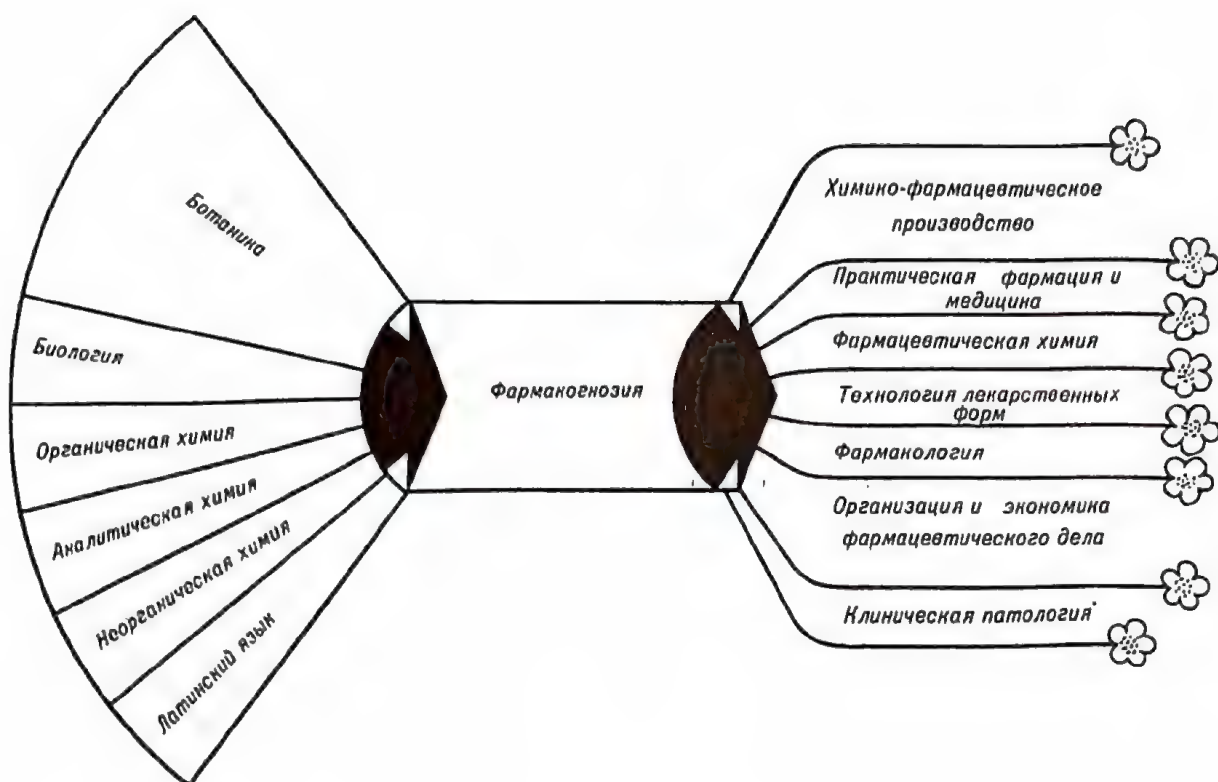 Ботаника
Биология
Органическая химия
Аналитическая химия
Неорганическая химия
Латинский язык
Фармакогнозия
Химико-фармацевтическое
производство
Практическая фармация и
медицина
Фармацевтическая химия
Технология лекарственных
форм
Фармакология
Организация и экономика
фармацевтического дела
Клиническая патология